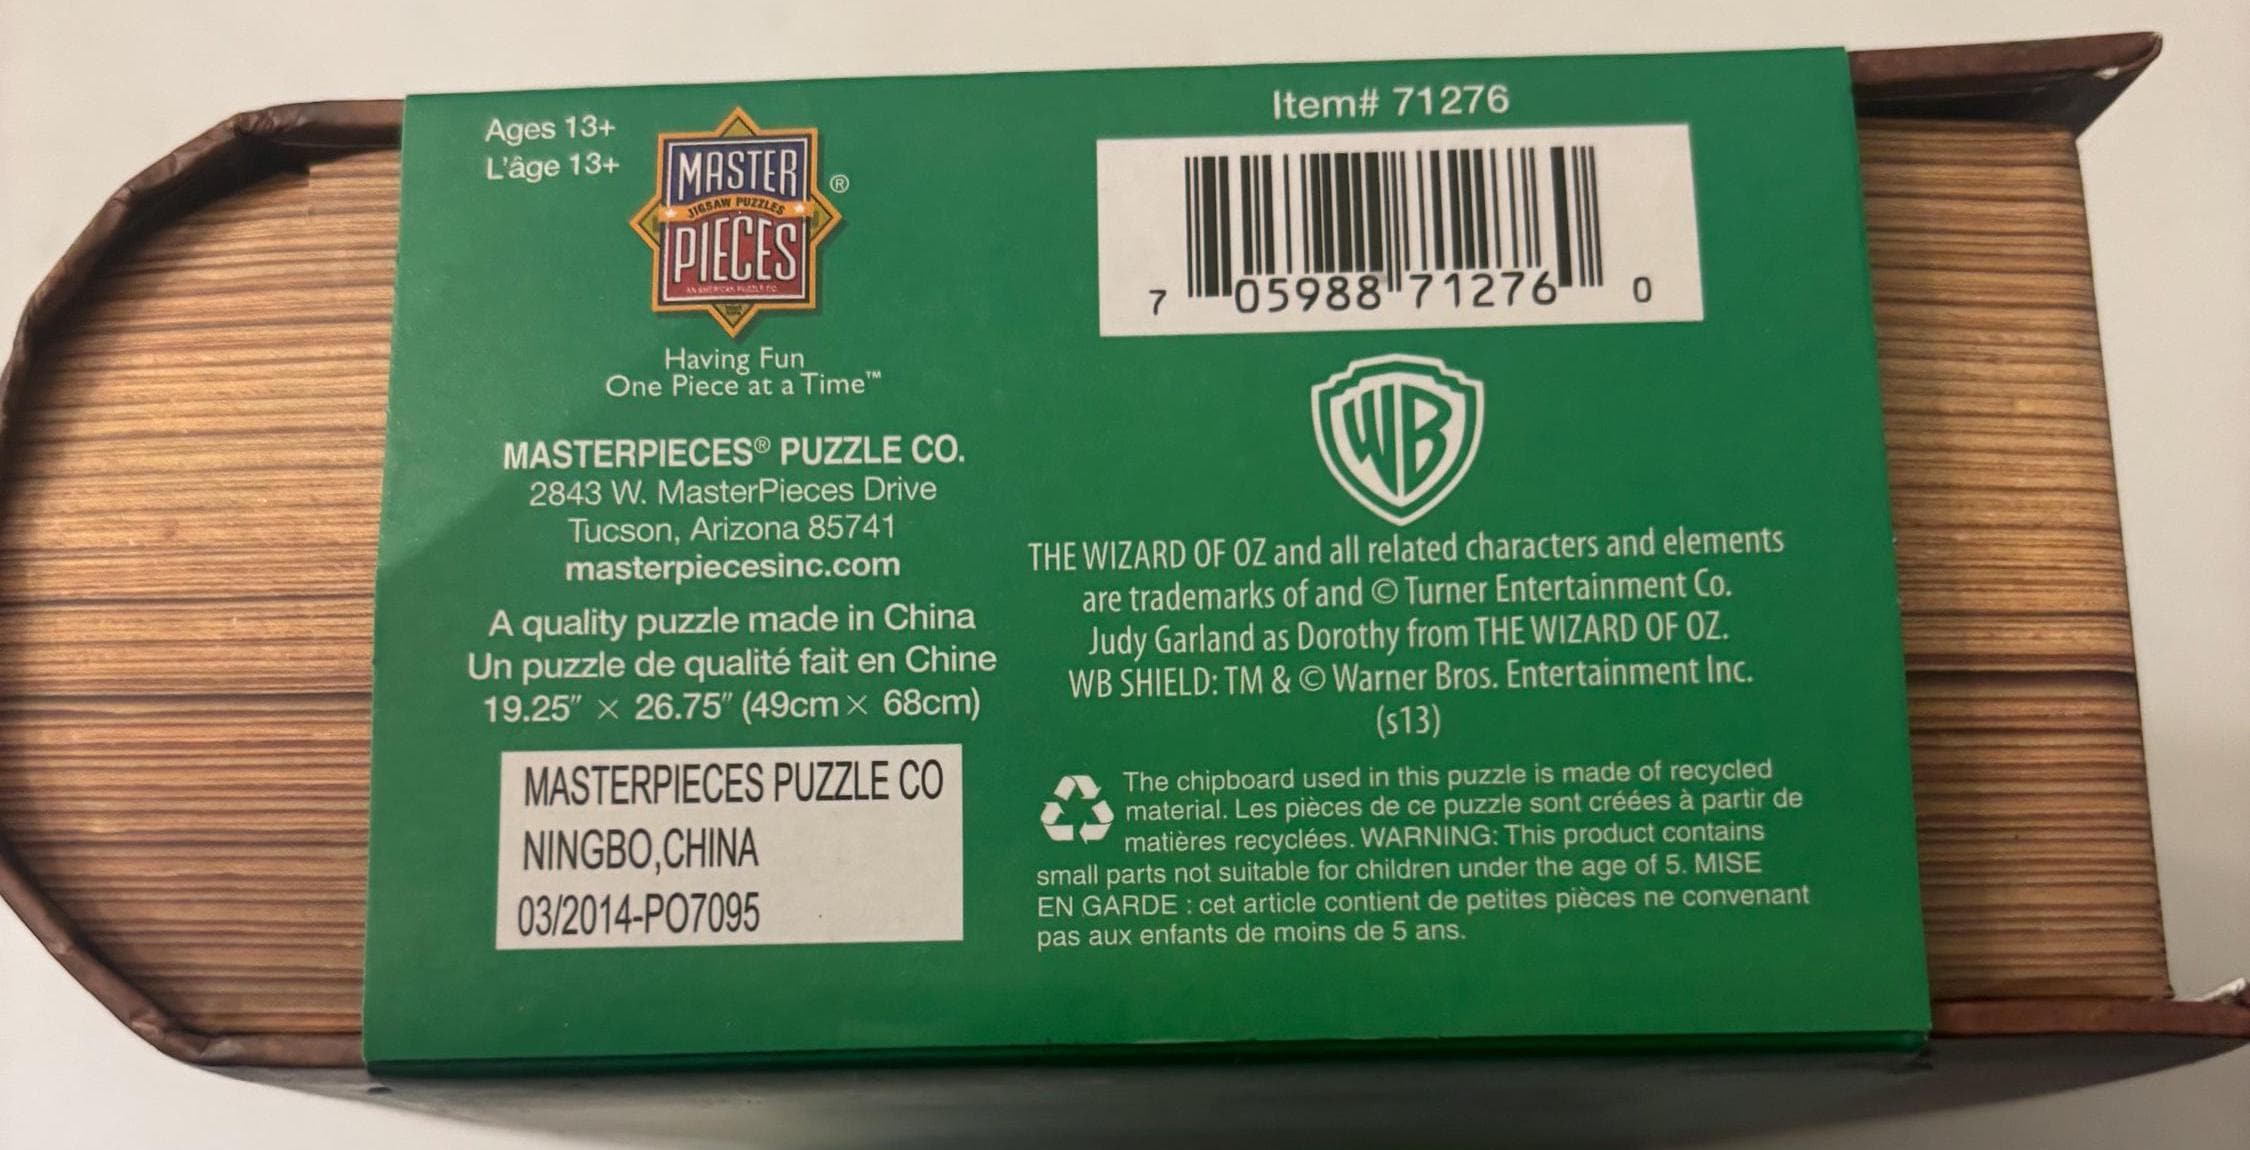 Ages 13+
L'âge 13+
MASTER
JIGSAW PUZZLES
PIECES
AN AMERICAN PUZZLE CO.
®
Having Fun
One Piece at a Time™
MASTERPIECES® PUZZLE CO.
2843 W. MasterPieces Drive
Tucson, Arizona 85741
masterpiecesinc.com
A quality puzzle made in China
Un puzzle de qualité fait en Chine
19.25" × 26.75" (49cm × 68cm)
MASTERPIECES PUZZLE CO
NINGBO,CHINA
03/2014-PO7095
Item# 71276
7 05988 71276 0
WB
THE WIZARD OF OZ and all related characters and elements
are trademarks of and © Turner Entertainment Co.
Judy Garland as Dorothy from THE WIZARD OF OZ.
WB SHIELD: TM & © Warner Bros. Entertainment Inc.
(s13)
The chipboard used in this puzzle is made of recycled
material. Les pièces de ce puzzle sont créées à partir de
matières recyclées. WARNING: This product contains
small parts not suitable for children under the age of 5. MISE
EN GARDE : cet article contient de petites pièces ne convenant
pas aux enfants de moins de 5 ans.